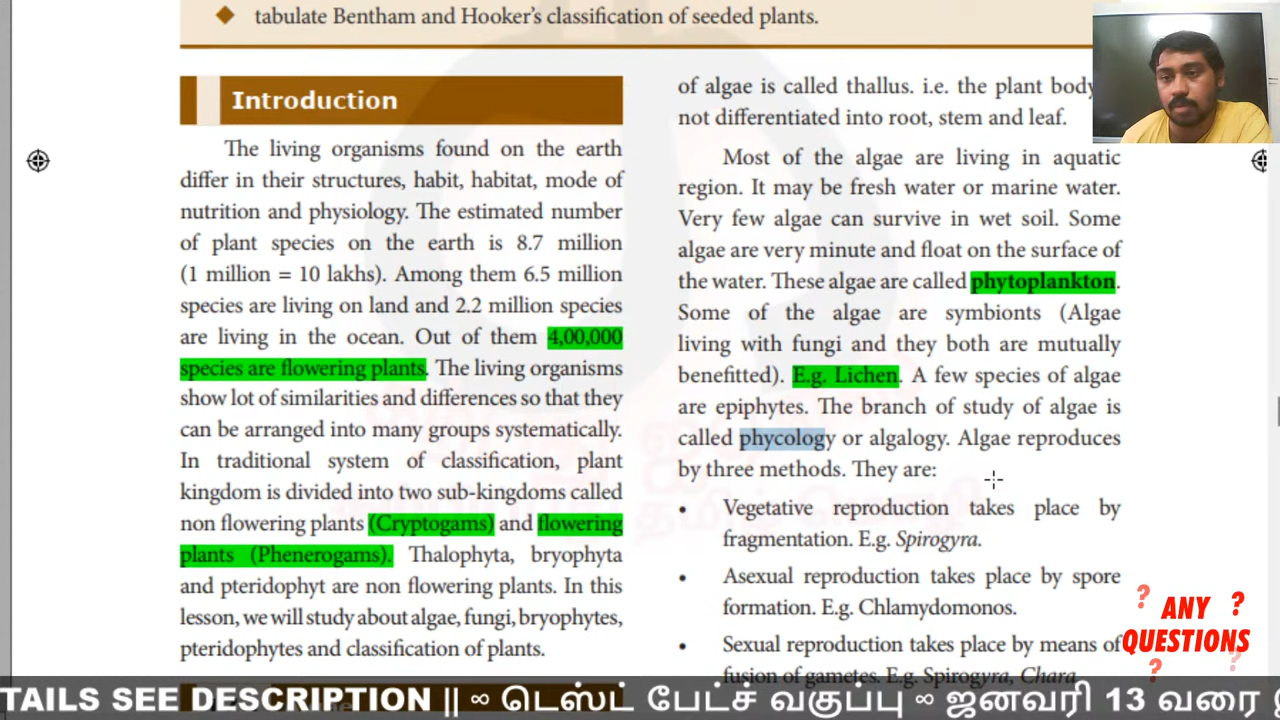 tabulate Bentham and Hooker's classification of seeded plants.
Introduction
The living organisms found on the earth
differ in their structures, habit, habitat, mode of
nutrition and physiology. The estimated number
of plant species on the earth is 8.7 million
(1 million = 10 lakhs). Among them 6.5 million
species are living on land and 2.2 million species
are living in the ocean. Out of them 4,00,000
species are flowering plants. The living organisms
show lot of similarities and differences so that they
can be arranged into many groups systematically.
In traditional system of classification, plant
kingdom is divided into two sub-kingdoms called
non flowering plants (Cryptogams) and flowering
plants (Phenerogams). Thalophyta, bryophyta
and pteridophyt are non flowering plants. In this
lesson, we will study about algae, fungi, bryophytes,
pteridophytes and classification of plants.
of algae is called thallus. i.e. the plant body
not differentiated into root, stem and leaf.
Most of the algae are living in aquatic
region. It may be fresh water or marine water.
Very few algae can survive in wet soil. Some
algae are very minute and float on the surface of
the water. These algae are called phytoplankton.
Some of the algae are symbionts (Algae
living with fungi and they both are mutually
benefitted). E.g. Lichen. A few species of algae
are epiphytes. The branch of study of algae is
called phycology or algalogy. Algae reproduces
by three methods. They are:
• Vegetative reproduction takes place by
fragmentation. E.g. Spirogyra.
• Asexual reproduction takes place by spore
formation. E.g. Chlamydomonos.
• Sexual reproduction takes place by means of
fusion of gametes. E.g. Spirogyra, Chara
? ANY ?
QUESTIONS
? ?
TAILS SEE DESCRIPTION || ∞ டெஸ்ட் பேட்ச் வகுப்பு ∞ ஜனவரி 13 வரை